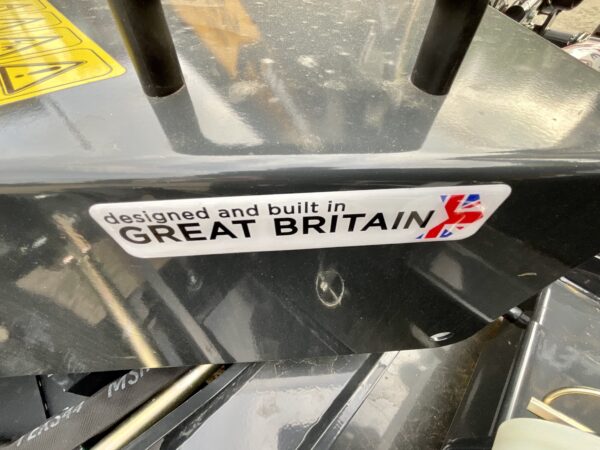 designed and built in
GREAT BRITAIN